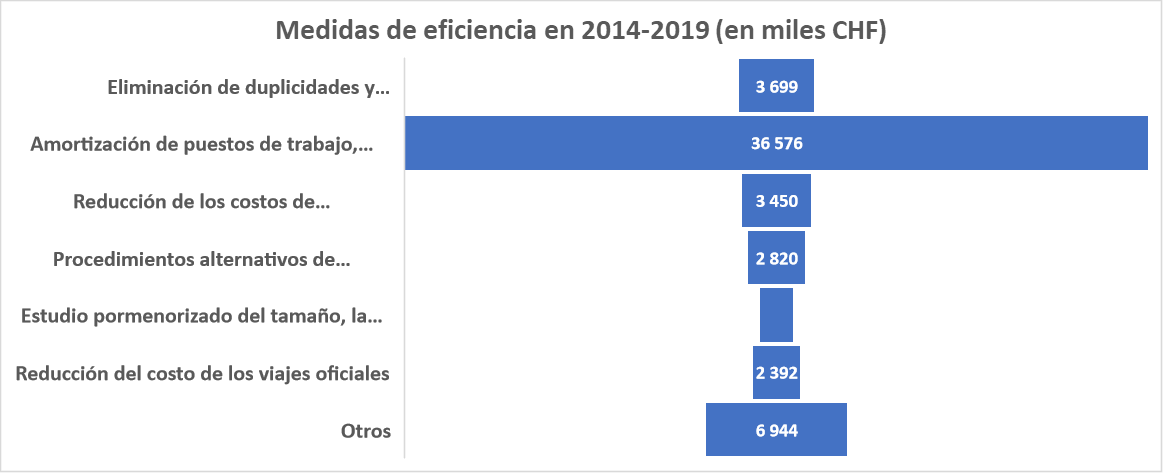 Medidas de eficiencia en 2014-2019 (en miles CHF)
Eliminación de duplicidades y...
3 699
Amortización de puestos de trabajo,...
36 576
Reducción de los costos de...
3 450
Procedimientos alternativos de...
2 820
Estudio pormenorizado del tamaño, la...
Reducción del costo de los viajes oficiales
2 392
Otros
6 944